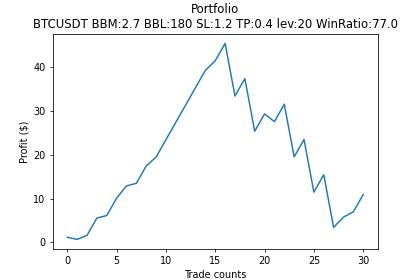 Portfolio
BTCUSDT BBM:2.7 BBL:180 SL:1.2 TP:0.4 lev:20 WinRatio:77.0
40
30
20
10
0
Profit ($)
0 5 10 15 20 25 30
Trade counts